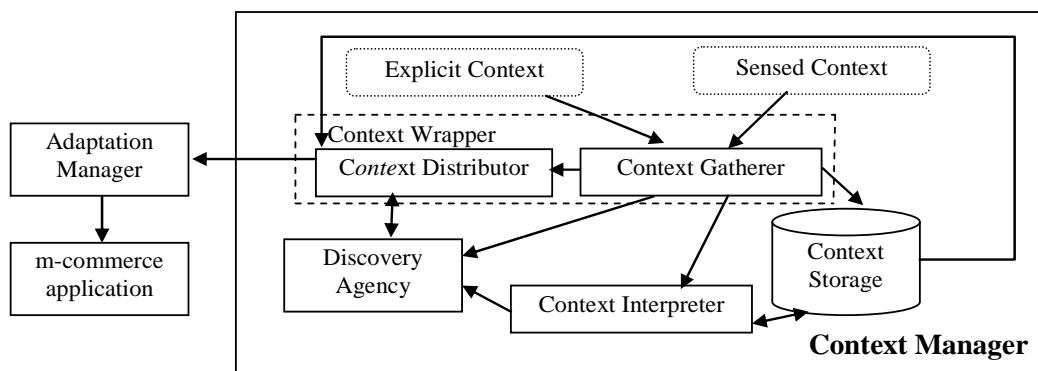 Explicit Context
Sensed Context
Context Wrapper
Adaptation
Manager
Context Distributor
Context Gatherer
m-commerce
application
Discovery
Agency
Context Interpreter
Context
Storage
Context Manager